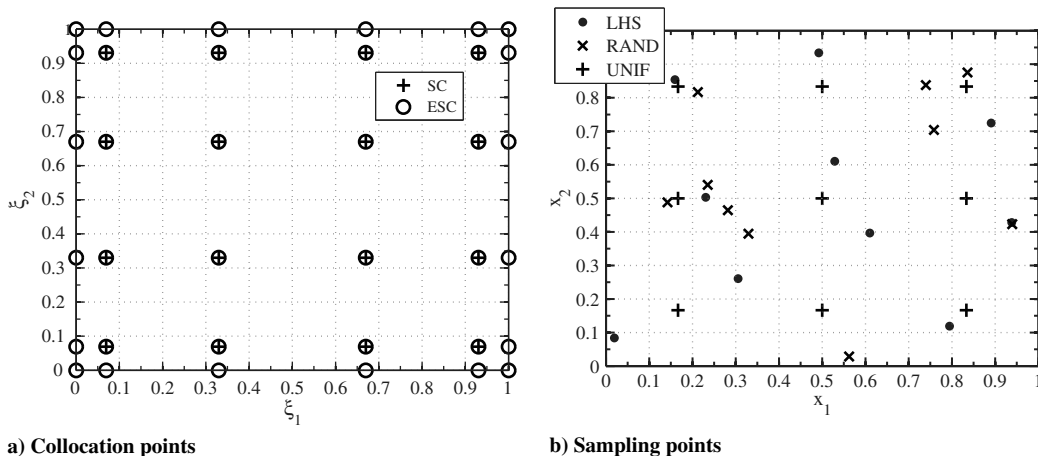 1
0.9
0.8
0.7
0.6
0.5
0.4
0.3
0.2
0.1
0
ξ2
SC
ESC
0 0.1 0.2 0.3 0.4 0.5 0.6 0.7 0.8 0.9 1
ξ1
a) Collocation points
LHS
RAND
UNIF
0.8
0.7
0.6
0.5
0.4
0.3
0.2
0.1
0
x2
0 0.1 0.2 0.3 0.4 0.5 0.6 0.7 0.8 0.9 1
x1
b) Sampling points